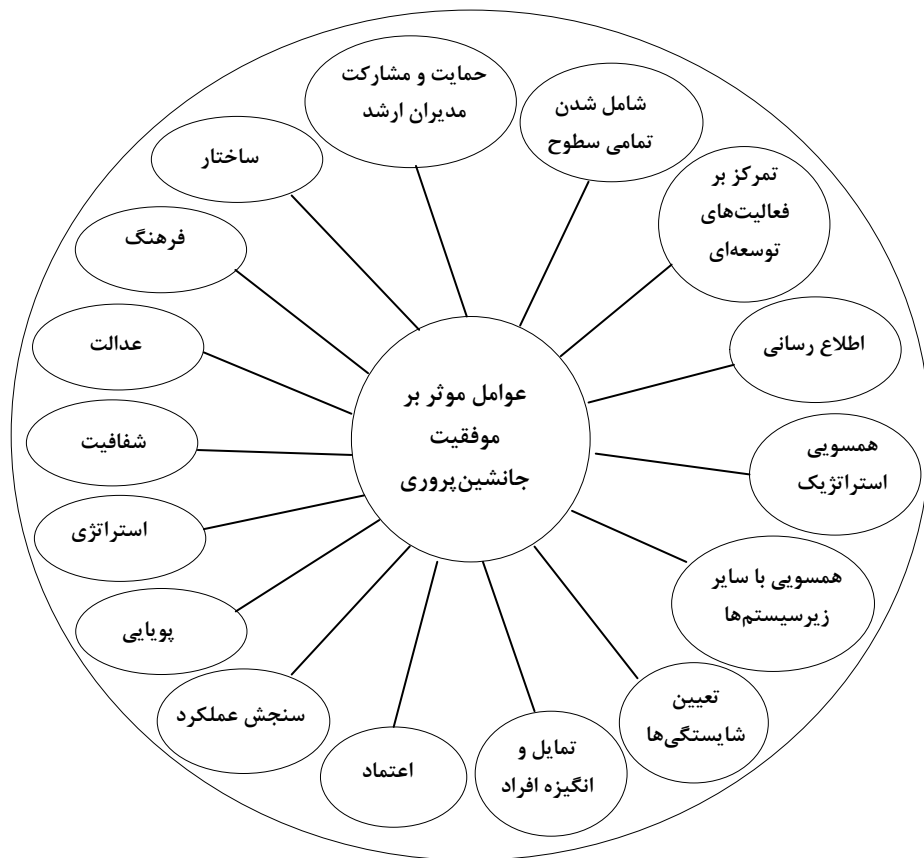 حمایت و مشارکت
مدیران ارشد
شامل شدن
تمامی سطوح
تمرکز بر
فعالیت‌های
توسعه‌ای
اطلاع رسانی
همسویی
استراتژیک
همسویی با سایر
زیرسیستم‌ها
تعیین
شایستگی‌ها
تمایل و
انگیزه افراد
اعتماد
سنجش عملکرد
پویایی
استراتژی
شفافیت
عدالت
فرهنگ
ساختار
عوامل موثر بر
موفقیت
جانشین‌پروری